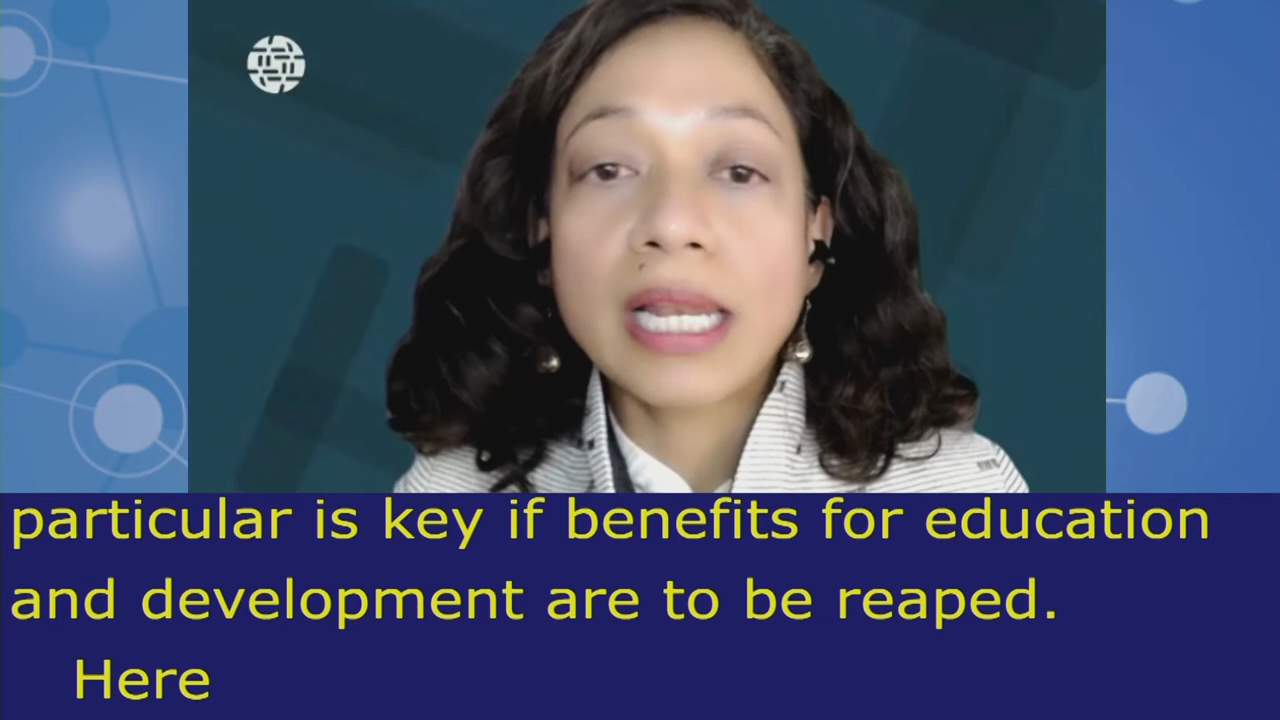 particular is key if benefits for education
and development are to be reaped.
Here